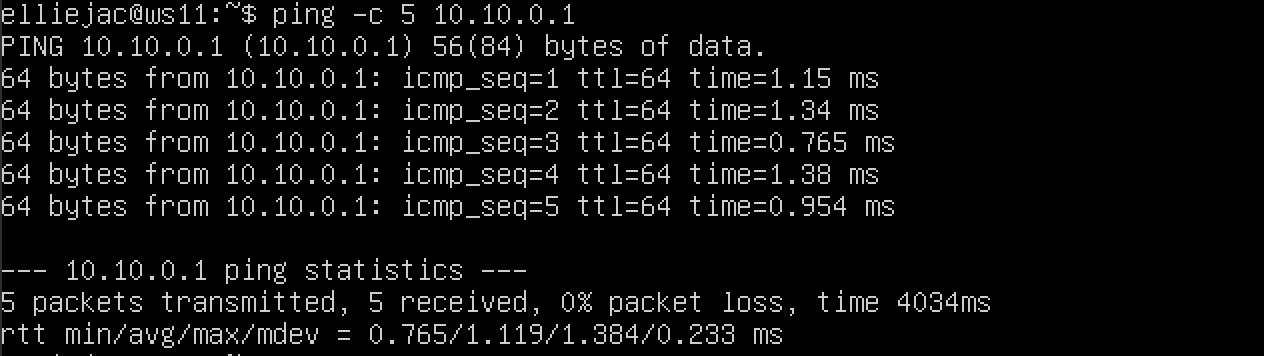 elliejac@ws11:~$ ping -c 5 10.10.0.1
PING 10.10.0.1 (10.10.0.1) 56(84) bytes of data.
64 bytes from 10.10.0.1: icmp_seq=1 ttl=64 time=1.15 ms
64 bytes from 10.10.0.1: icmp_seq=2 ttl=64 time=1.34 ms
64 bytes from 10.10.0.1: icmp_seq=3 ttl=64 time=0.765 ms
64 bytes from 10.10.0.1: icmp_seq=4 ttl=64 time=1.38 ms
64 bytes from 10.10.0.1: icmp_seq=5 ttl=64 time=0.954 ms

--- 10.10.0.1 ping statistics ---
5 packets transmitted, 5 received, 0% packet loss, time 4034ms
rtt min/avg/max/mdev = 0.765/1.119/1.384/0.233 ms